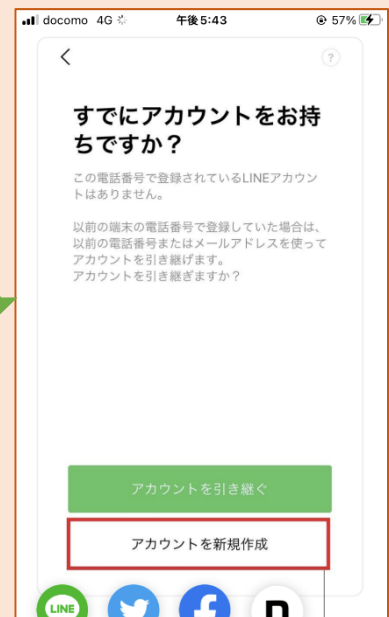 docomo 4G 午後5:43 57%
?
すでにアカウントをお持
ちですか？
この電話番号で登録されているLINEアカウン
トはありません。
以前の端末の電話番号で登録していた場合は、
以前の電話番号またはメールアドレスを使って
アカウントを引き継げます。
アカウントを引き継ぎますか？
アカウントを引き継ぐ
アカウントを新規作成
LINE